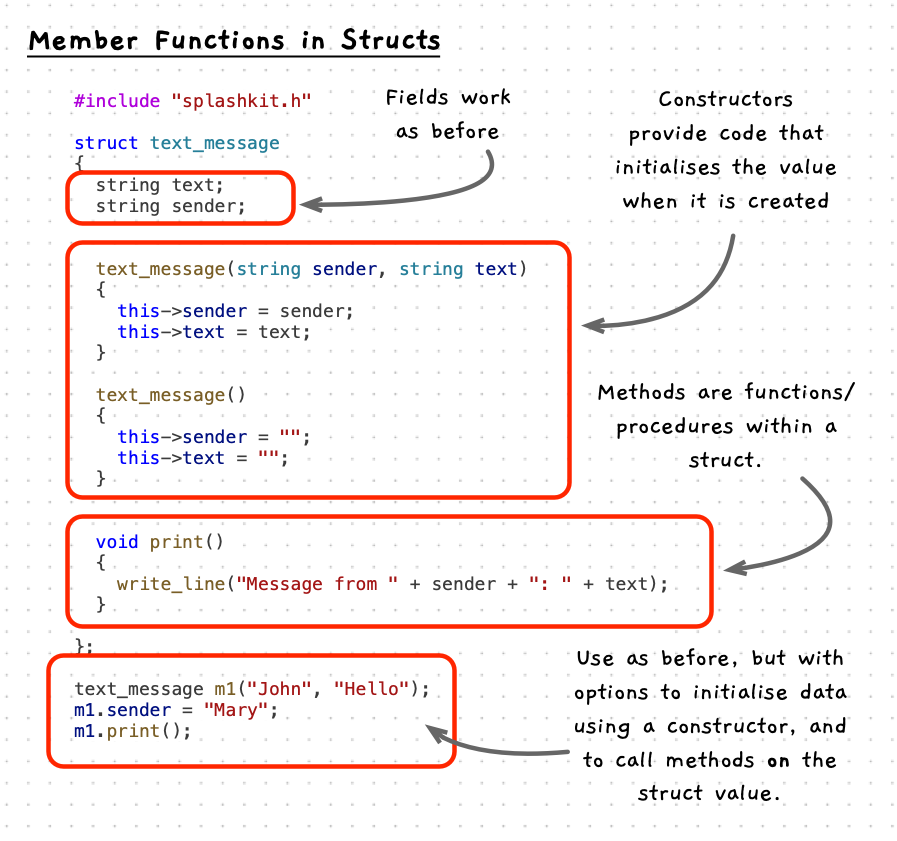 Member Functions in Structs
#include "splashkit.h"
struct text_message
{
string text;
string sender;
Fields work
as before
Constructors
provide code that
initialises the value
when it is created
text_message(string sender, string text)
{
this->sender = sender;
this->text = text;
}
text_message()
{
this->sender = "";
this->text = "";
}
Methods are functions/
procedures within a
struct.
void print()
{
write_line("Message from " + sender + ": " + text);
}
};
text_message m1("John", "Hello");
m1.sender = "Mary";
m1.print();
Use as before, but with
options to initialise data
using a constructor, and
to call methods on the
struct value.